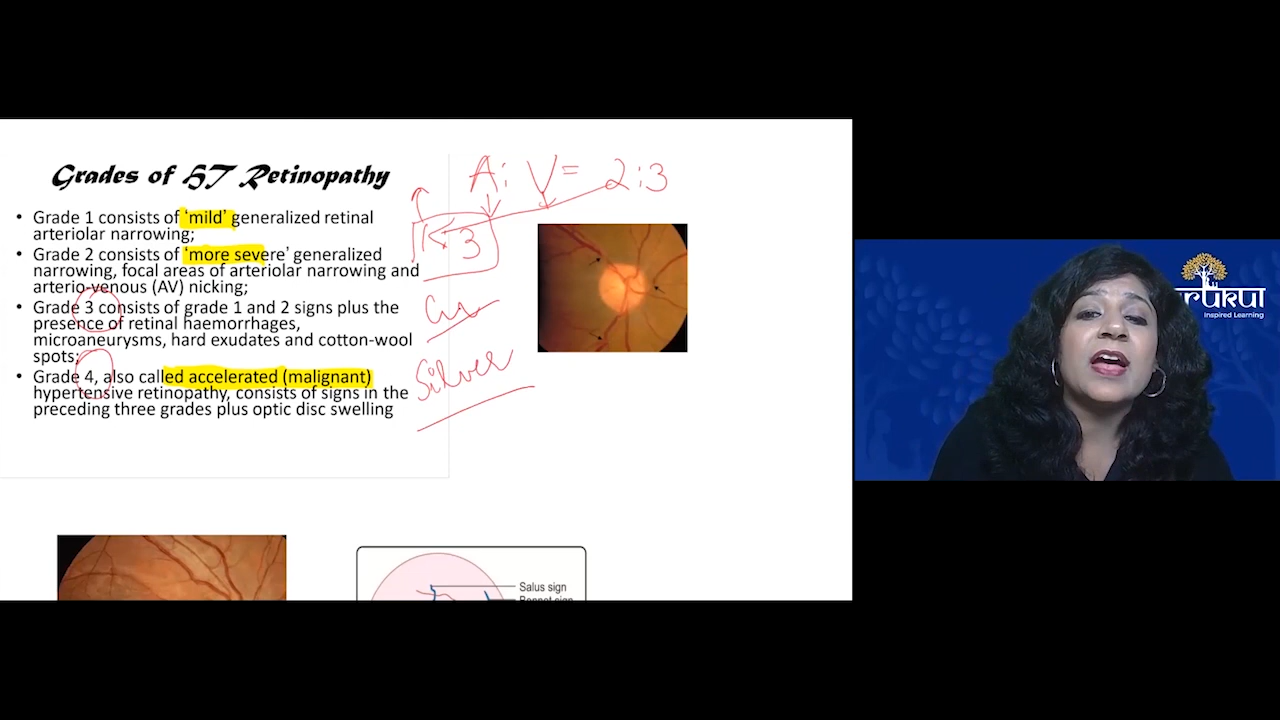 Grades of HT Retinopathy
• Grade 1 consists of ‘mild’ generalized retinal
arteriolar narrowing;
• Grade 2 consists of ‘more severe’ generalized
narrowing, focal areas of arteriolar narrowing and
arterio-venous (AV) nicking;
• Grade 3 consists of grade 1 and 2 signs plus the
presence of retinal haemorrhages,
microaneurysms, hard exudates and cotton-wool
spots;
• Grade 4, also called accelerated (malignant)
hypertensive retinopathy, consists of signs in the
preceding three grades plus optic disc swelling
A: V = 2:3
3
Silver
Salus sign
sign
Inspired Learning